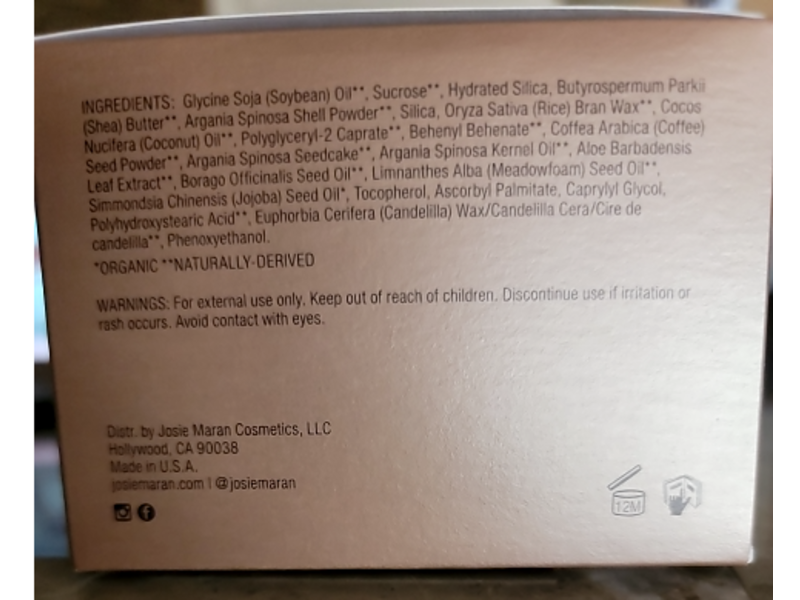 INGREDIENTS: Glycine Soja (Soybean) Oil**, Sucrose**, Hydrated Silica, Butyrospermum Parkii
(Shea) Butter**, Argania Spinosa Shell Powder**, Silica, Oryza Sativa (Rice) Bran Wax**, Cocos
Nucifera (Coconut) Oil**, Polyglyceryl-2 Caprate**, Behenyl Behenate**, Coffea Arabica (Coffee)
Seed Powder**, Argania Spinosa Seedcake**, Argania Spinosa Kernel Oil**, Aloe Barbadensis
Leaf Extract**, Borago Officinalis Seed Oil**, Limnanthes Alba (Meadowfoam) Seed Oil**,
Simmondsia Chinensis (Jojoba) Seed Oil*, Tocopherol, Ascorbyl Palmitate, Caprylyl Glycol,
Polyhydroxystearic Acid**, Euphorbia Cerifera (Candelilla) Wax/Candelilla Cera/Cire de
candelilla**, Phenoxyethanol.
*ORGANIC **NATURALLY-DERIVED
WARNINGS: For external use only. Keep out of reach of children. Discontinue use if irritation or
rash occurs. Avoid contact with eyes.
Distr. by Josie Maran Cosmetics, LLC
Hollywood, CA 90038
Made in U.S.A.
josiemaran.com | @josiemaran
12M